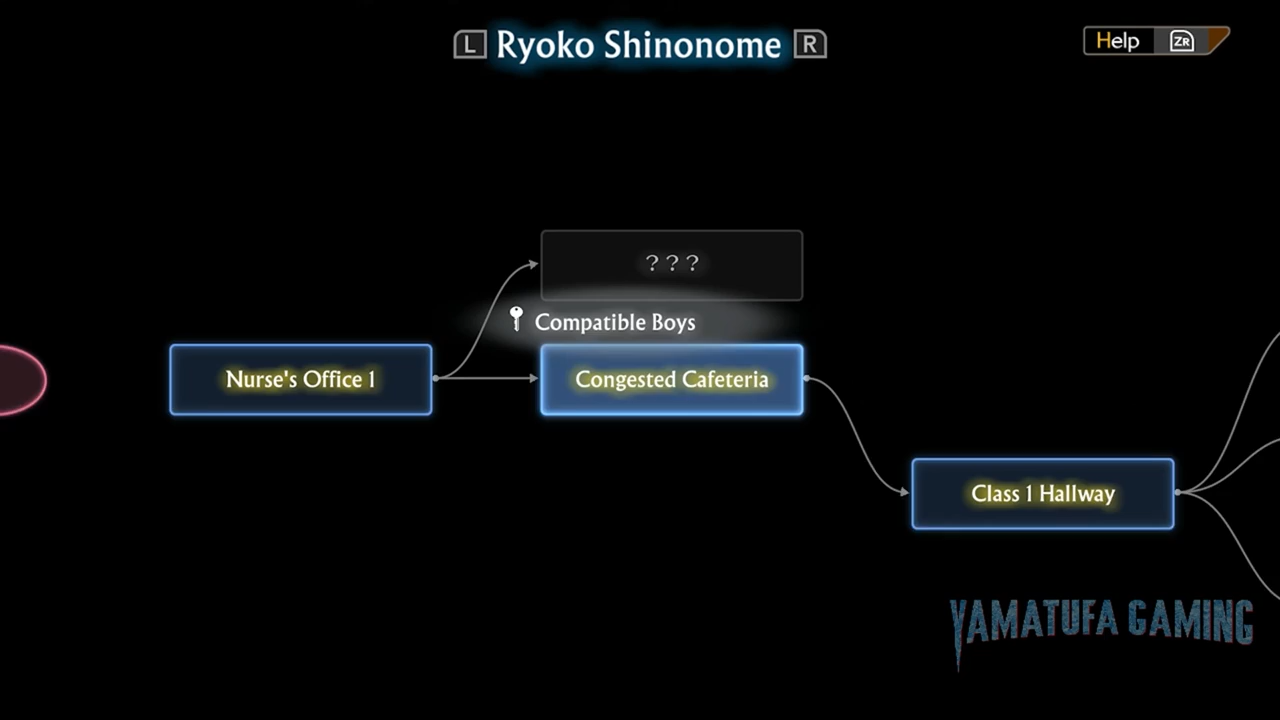 L Ryoko Shinonome R
Help ZR
? ? ?
Compatible Boys
Nurse's Office 1
Congested Cafeteria
Class 1 Hallway
YAMATUFA GAMING